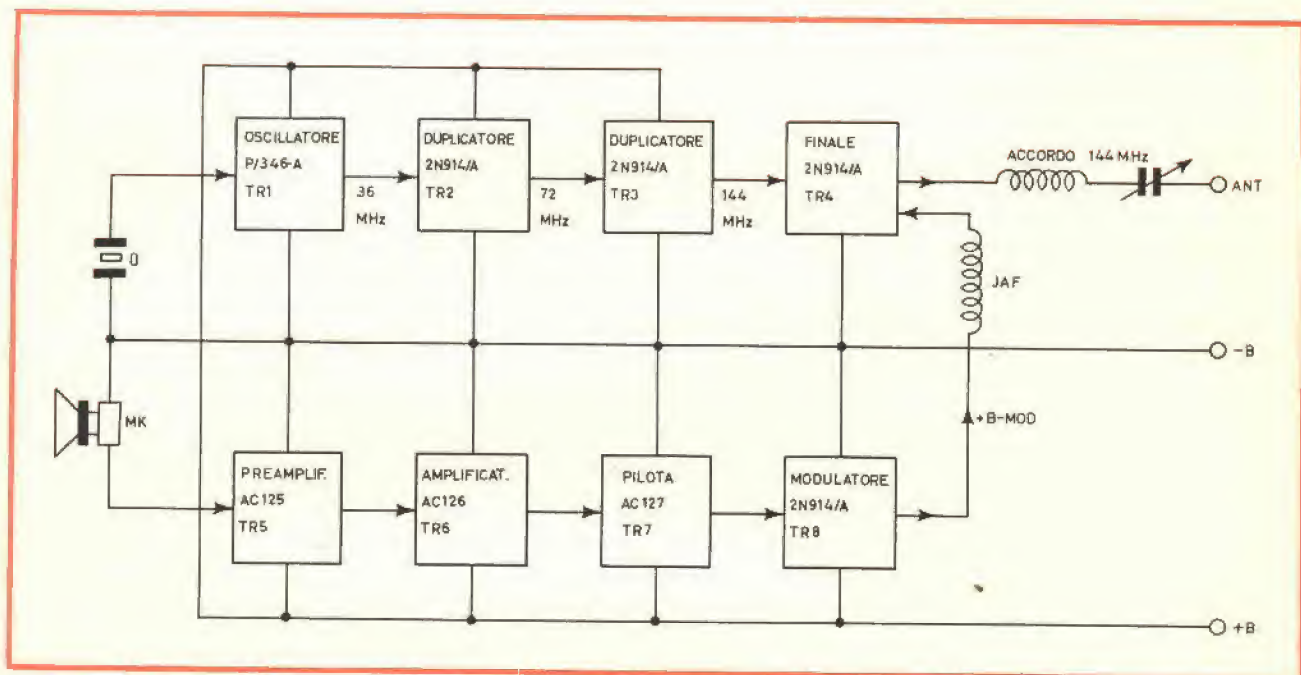 OSCILLATORE
P/346-A
TR1
36
MHz
DUPLICATORE
2N914/A
TR2
72
MHz
DUPLICATORE
2N914/A
TR3
144
MHz
FINALE
2N914/A
TR4
ACCORDO 144 MHz
ANT
Q
JAF
-B
MK
+B-MOD
PREAMPLIF.
AC125
TR5
AMPLIFICAT.
AC126
TR6
PILOTA
AC127
TR7
MODULATORE
2N914/A
TR8
+B